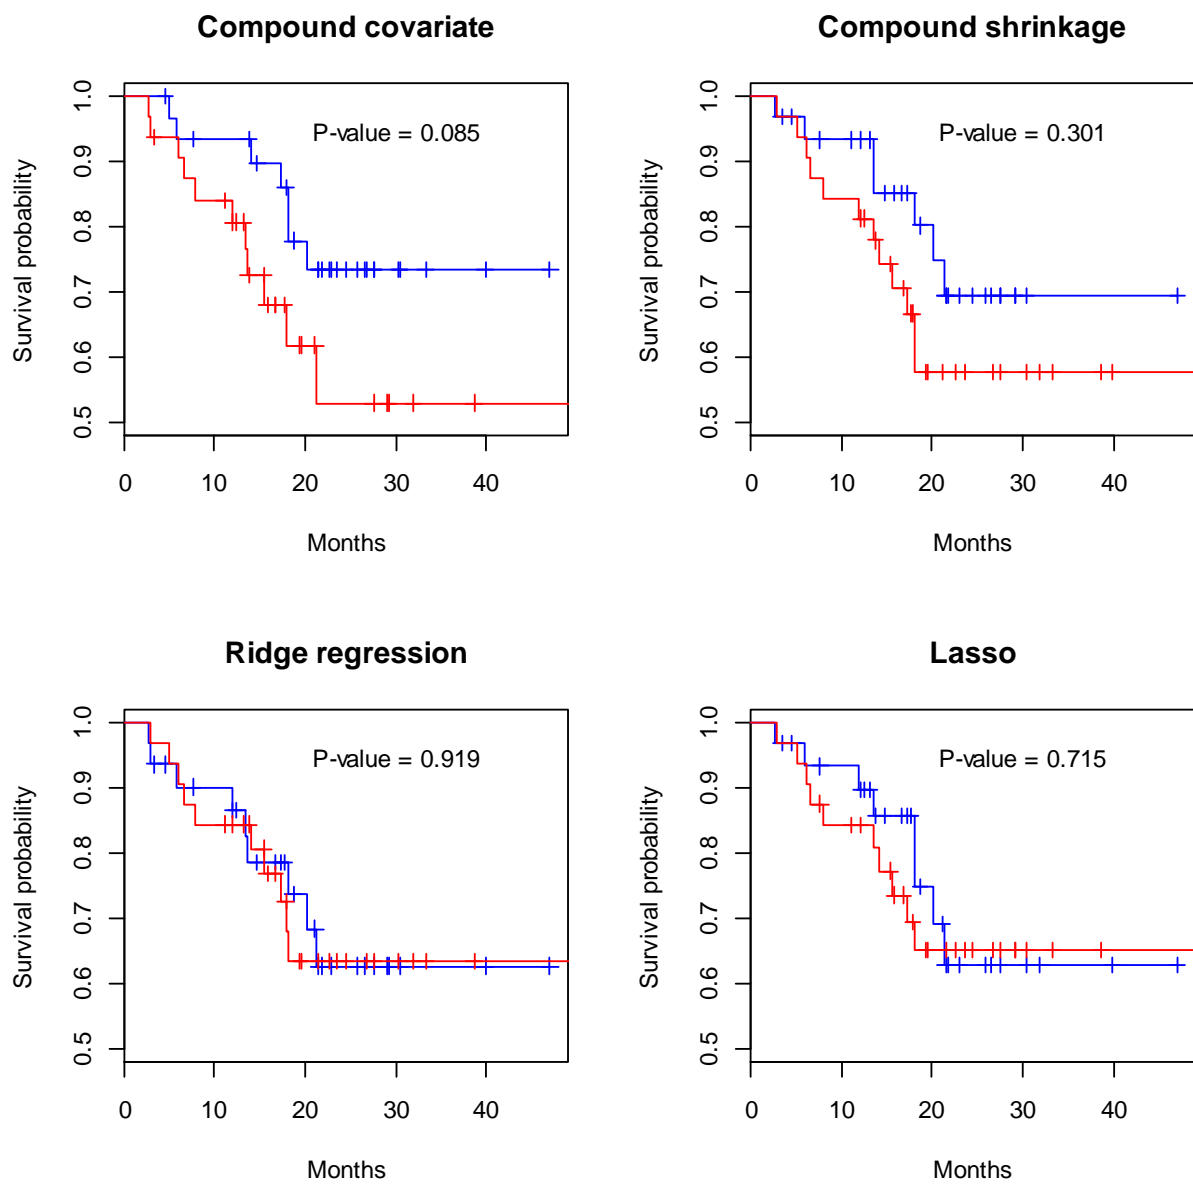 Compound covariate
Compound shrinkage
P-value = 0.085
P-value = 0.301
Survival probability
0.5 0.6 0.7 0.8 0.9 1.0
Survival probability
0.5 0.6 0.7 0.8 0.9 1.0
0 10 20 30 40
0 10 20 30 40
Months
Months
Ridge regression
Lasso
P-value = 0.919
P-value = 0.715
Survival probability
0.5 0.6 0.7 0.8 0.9 1.0
Survival probability
0.5 0.6 0.7 0.8 0.9 1.0
0 10 20 30 40
0 10 20 30 40
Months
Months